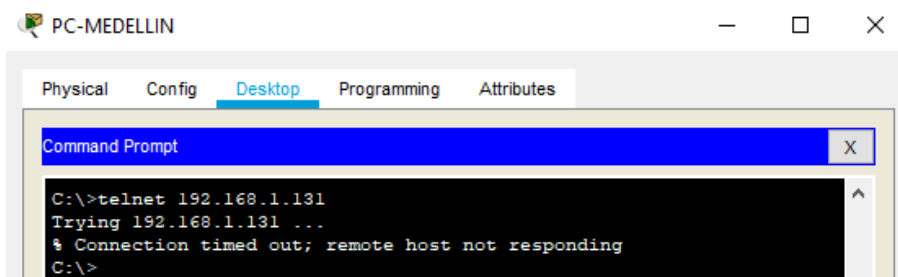 PC-MEDELLIN
Physical Config Desktop Programming Attributes
Command Prompt X
C:\>telnet 192.168.1.131
Trying 192.168.1.131 ...
% Connection timed out; remote host not responding
C:\>